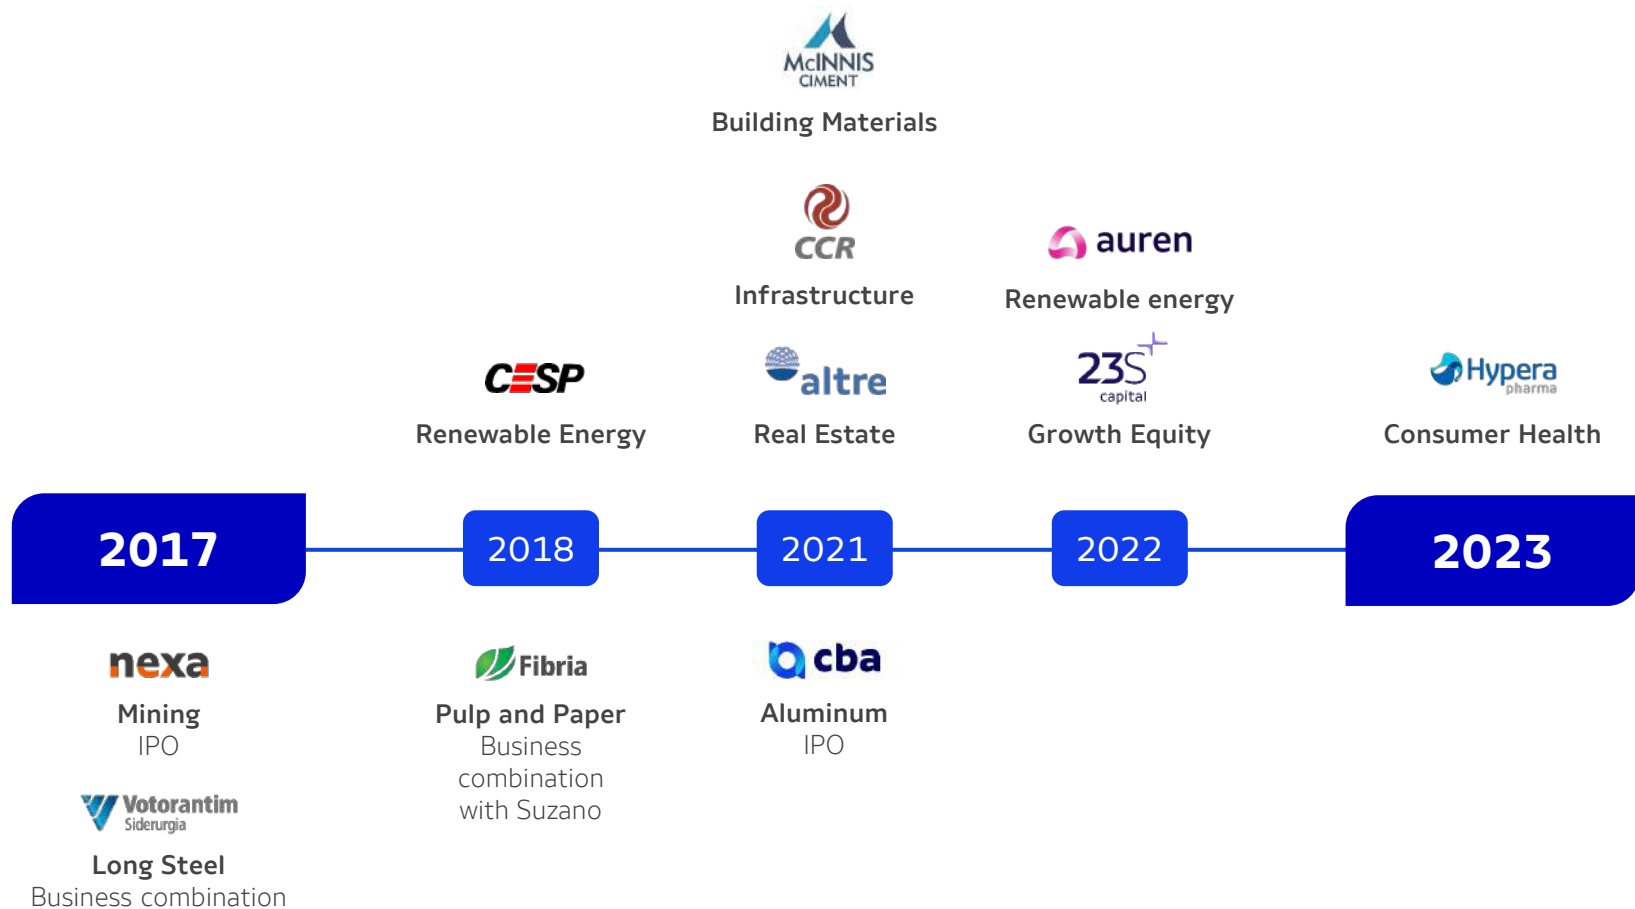 McINNIS
CIMENT
Building Materials
CCR
Infrastructure
auren
Renewable energy
CESP
Renewable Energy
altre
Real Estate
23S
capital
Growth Equity
Hypera
pharma
Consumer Health
2017
2018
2021
2022
2023
nexa
Mining
IPO
Votorantim
Siderurgia
Long Steel
Business combination
Fibria
Pulp and Paper
Business
combination
with Suzano
cba
Aluminum
IPO